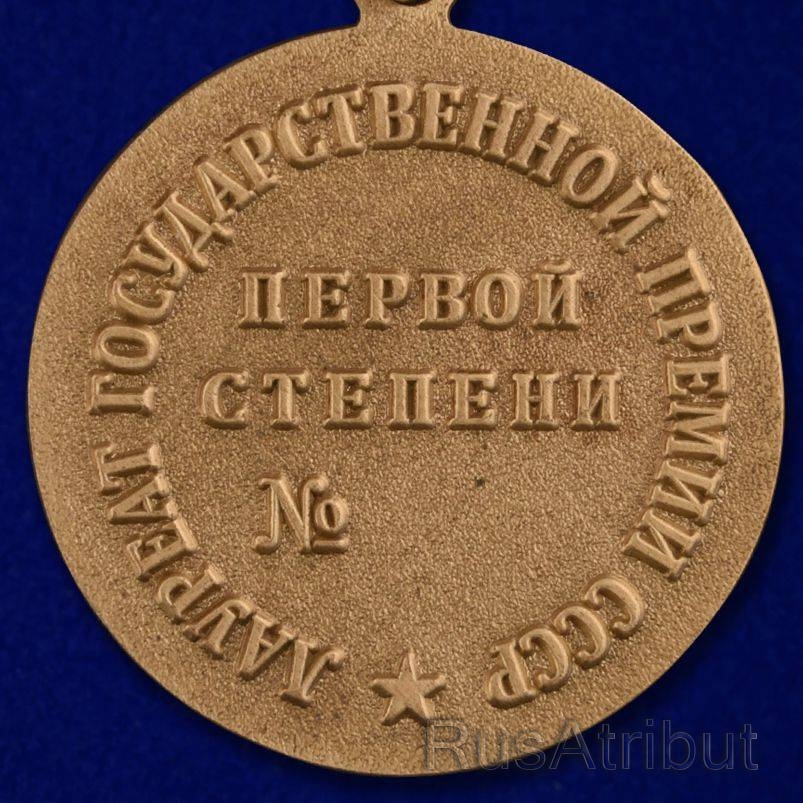 ЛАУРЕАТ ГОСУДАРСТВЕННОЙ ПРЕМИИ СССР
ПЕРВОЙ
СТЕПЕНИ
№
RusAtribut